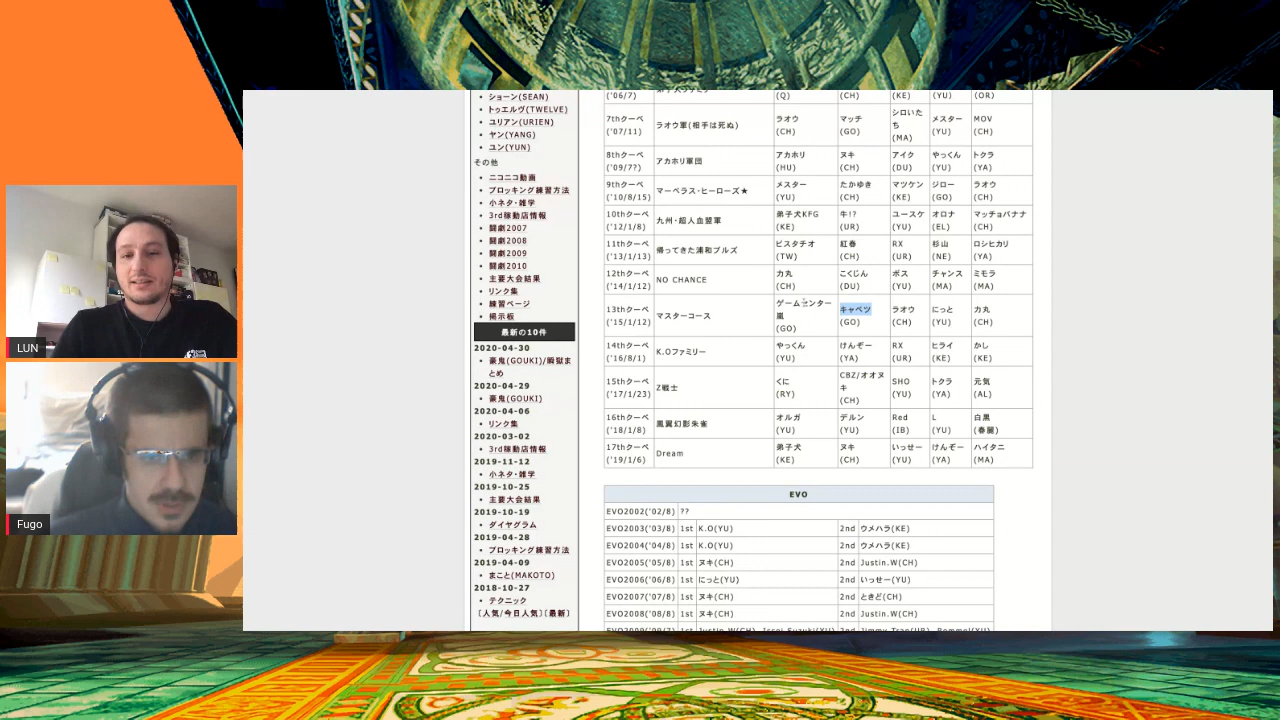 ショーン(SEAN)
トゥエルヴ(TWELVE)
ユリアン(URIEN)
ヤン(YANG)
ユン(YUN)
その他
ニコニコ動画
ブロッキング練習方法
小ネタ・雑学
3rd稼動店情報
闘劇2007
闘劇2008
闘劇2009
闘劇2010
主要大会結果
リンク集
練習ページ
掲示板
最新の10件
2020-04-30
豪鬼(GOUKI)/瞬獄まとめ
2020-04-29
豪鬼(GOUKI)
2020-04-06
リンク集
2020-03-02
3rd稼動店情報
2019-11-12
小ネタ・雑学
2019-10-25
主要大会結果
2019-10-19
ダイヤグラム
2019-04-28
ブロッキング練習方法
2019-04-09
まこと(MAKOTO)
2018-10-27
テクニック
〔人気/今日人気〕〔最新〕
('06/7) (Q) (CH) (KE) (YU) (OR)
7thクーペ('07/11) ラオウ軍(相手は死ぬ) ラオウ(CH) マッチ(GO) シロいたち(MA) メスター(YU) MOV(CH)
8thクーペ('09/7?) アカホリ軍団 アカホリ(HU) ヌキ(CH) アイク(DU) やっくん(YU) トクラ(YA)
9thクーペ('10/8/15) マーベラス・ヒーローズ★ メスター(YU) たかゆき(CH) マツケン(KE) ジロー(GO) ラオウ(CH)
10thクーペ('12/1/8) 九州・超人血盟軍 弟子犬KFG(KE) 牛!?(UR) ユースケ(CH) オロナ(EL) マッチョバナナ(CH)
11thクーペ('13/1/13) 帰ってきた浦和ブルズ ピスタチオ(TW) 紅春(CH) RX(UR) 杉山(NE) ロシヒカリ(YA)
12thクーペ('14/1/12) NO CHANCE 力丸(CH) こくじん(DU) ボス(YU) チャンス(MA) ミモラ(MA)
13thクーペ('15/1/12) マスターコース ゲームセンター嵐(GO) キャベツ(GO) ラオウ(CH) にっと(YU) 力丸(CH)
14thクーペ('16/8/1) K.Oファミリー やっくん(YU) けんぞー(YA) RX(UR) ヒライ(KE) かし(KE)
15thクーペ('17/1/23) Z戦士 くに(RY) CBZ/オオヌキ(CH) SHO(YU) トクラ(YA) 元気(AL)
16thクーペ('18/1/8) 鳳翼幻影朱雀 オルガ(YU) デルン(YU) Red(IB) L(YU) 白黒(春麗)
17thクーペ('19/1/6) Dream 弟子犬(KE) ヌキ(CH) いっせー(YU) けんぞー(YA) ハイタニ(MA)
EVO
EVO2002('02/8) ??
EVO2003('03/8) 1st K.O(YU) 2nd ウメハラ(KE)
EVO2004('04/8) 1st K.O(YU) 2nd ウメハラ(KE)
EVO2005('05/8) 1st ヌキ(CH) 2nd Justin.W(CH)
EVO2006('06/8) 1st にっと(YU) 2nd いっせー(YU)
EVO2007('07/8) 1st ヌキ(CH) 2nd ときど(CH)
EVO2008('08/8) 1st ヌキ(CH) 2nd Justin.W(CH)
LUN
Fugo